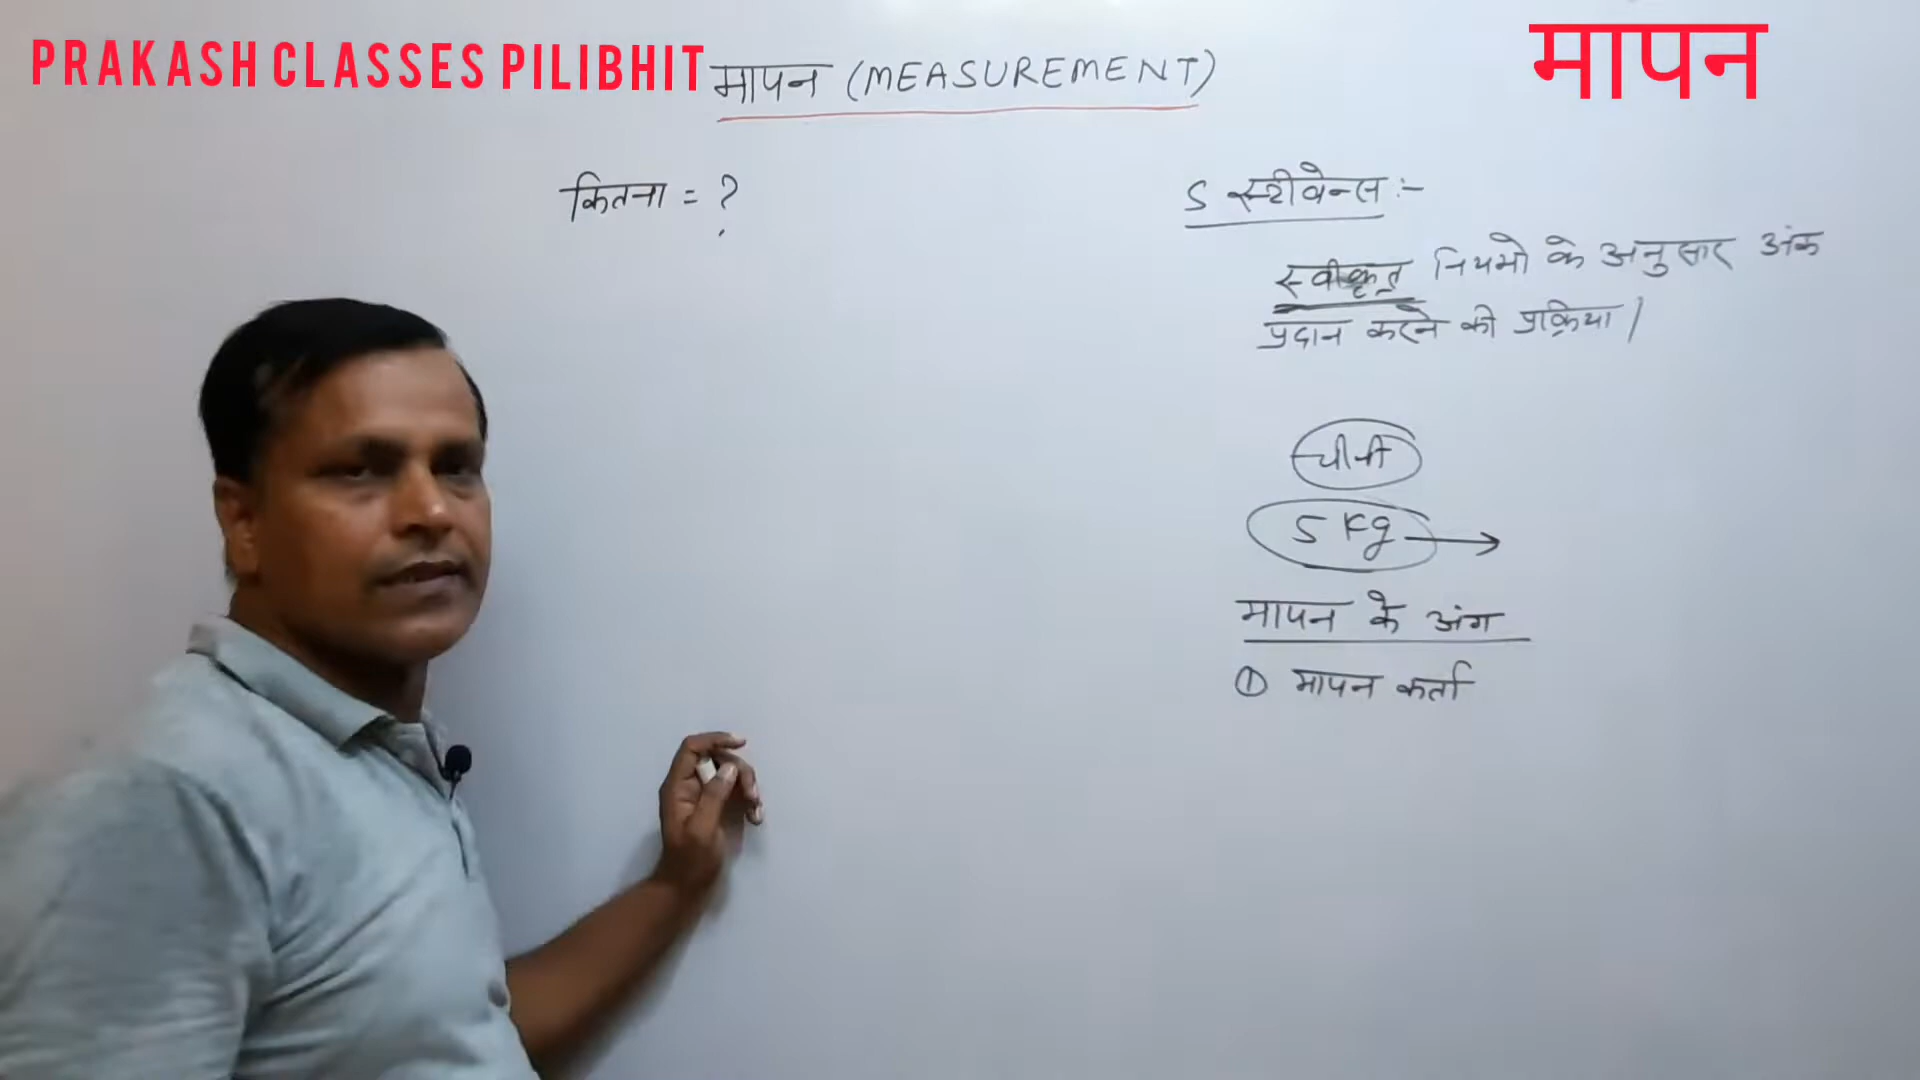 PRAKASH CLASSES PILIBHIT
मापन (MEASUREMENT)
मापन
कितना = ?
S स्टीवेन्स :-
स्वीकृत नियमो के अनुसार अंक
प्रदान करने की प्रक्रिया।
चीनी
5 Kg
मापन के अंग
① मापन कर्ता